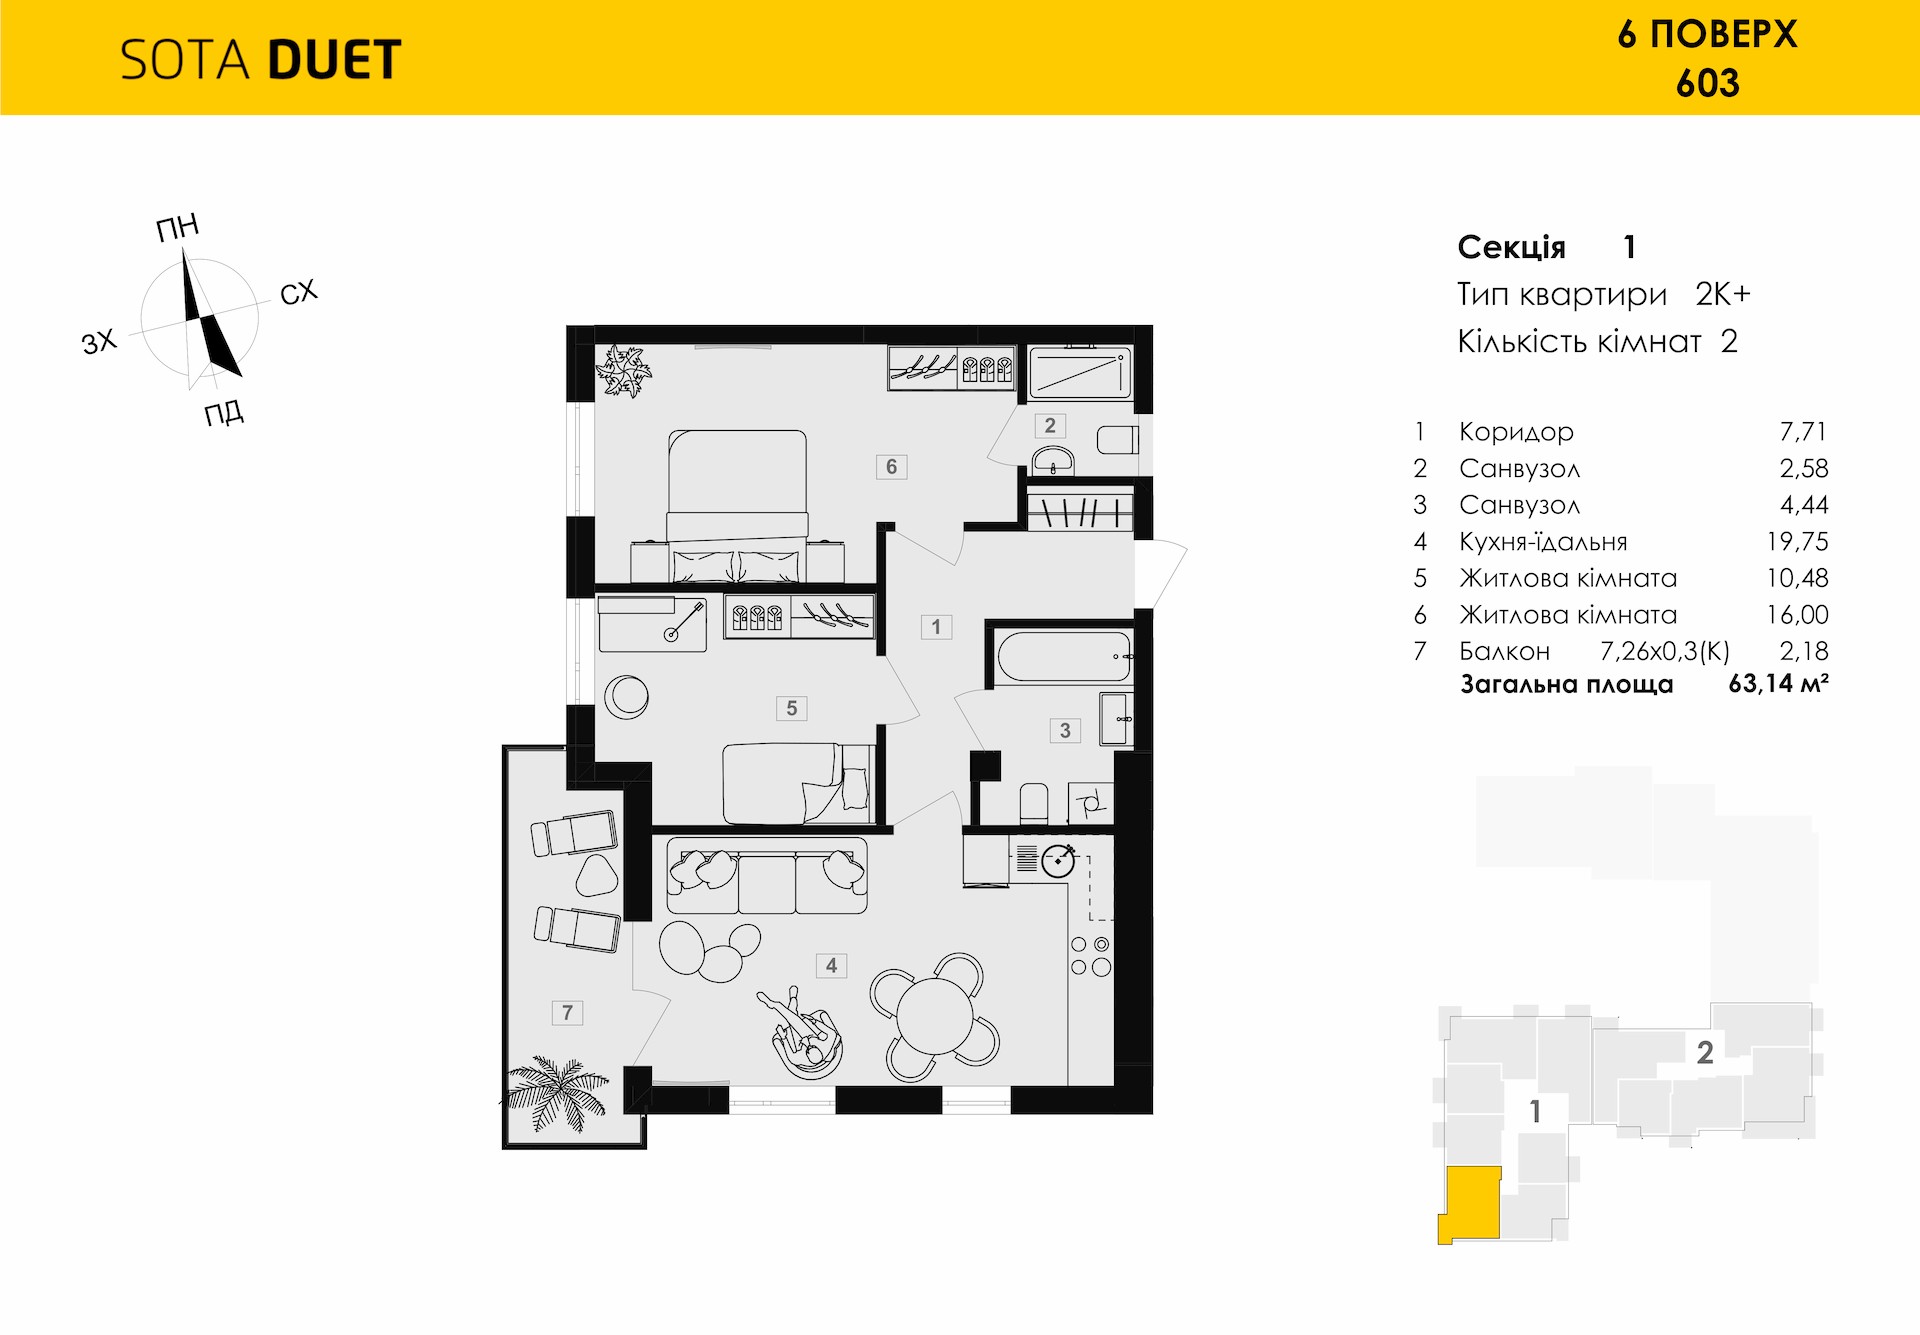 SOTA DUET
6 ПОВЕРХ
603
ПН
СХ
ЗХ
ПД
Секція 1
Тип квартири 2К+
Кількість кімнат 2
1 Коридор 7,71
2 Санвузол 2,58
3 Санвузол 4,44
4 Кухня-їдальня 19,75
5 Житлова кімната 10,48
6 Житлова кімната 16,00
7 Балкон 7,26х0,3(К) 2,18
Загальна площа 63,14 м²
2
6
1
5
3
4
7
2
1